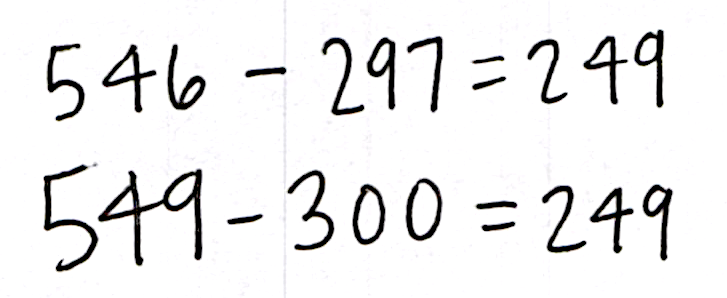 546 - 297 = 249
549 - 300 = 249